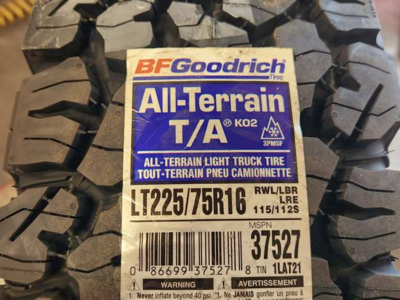 BFGoodrich
Tires
All-Terrain
T/A® KO2
3PMSF
ALL-TERRAIN LIGHT TRUCK TIRE
TOUT-TERRAIN PNEU CAMIONNETTE
LT225/75R16
RWL/LBR
LRE
115/112S
MSPN
37527
0 86699 37527 8
TIN 1LAT21
WARNING
AVERTISSEMENT
1. Never inflate beyond 40 psi
1. Ne JAMAIS gonfler un pneu à